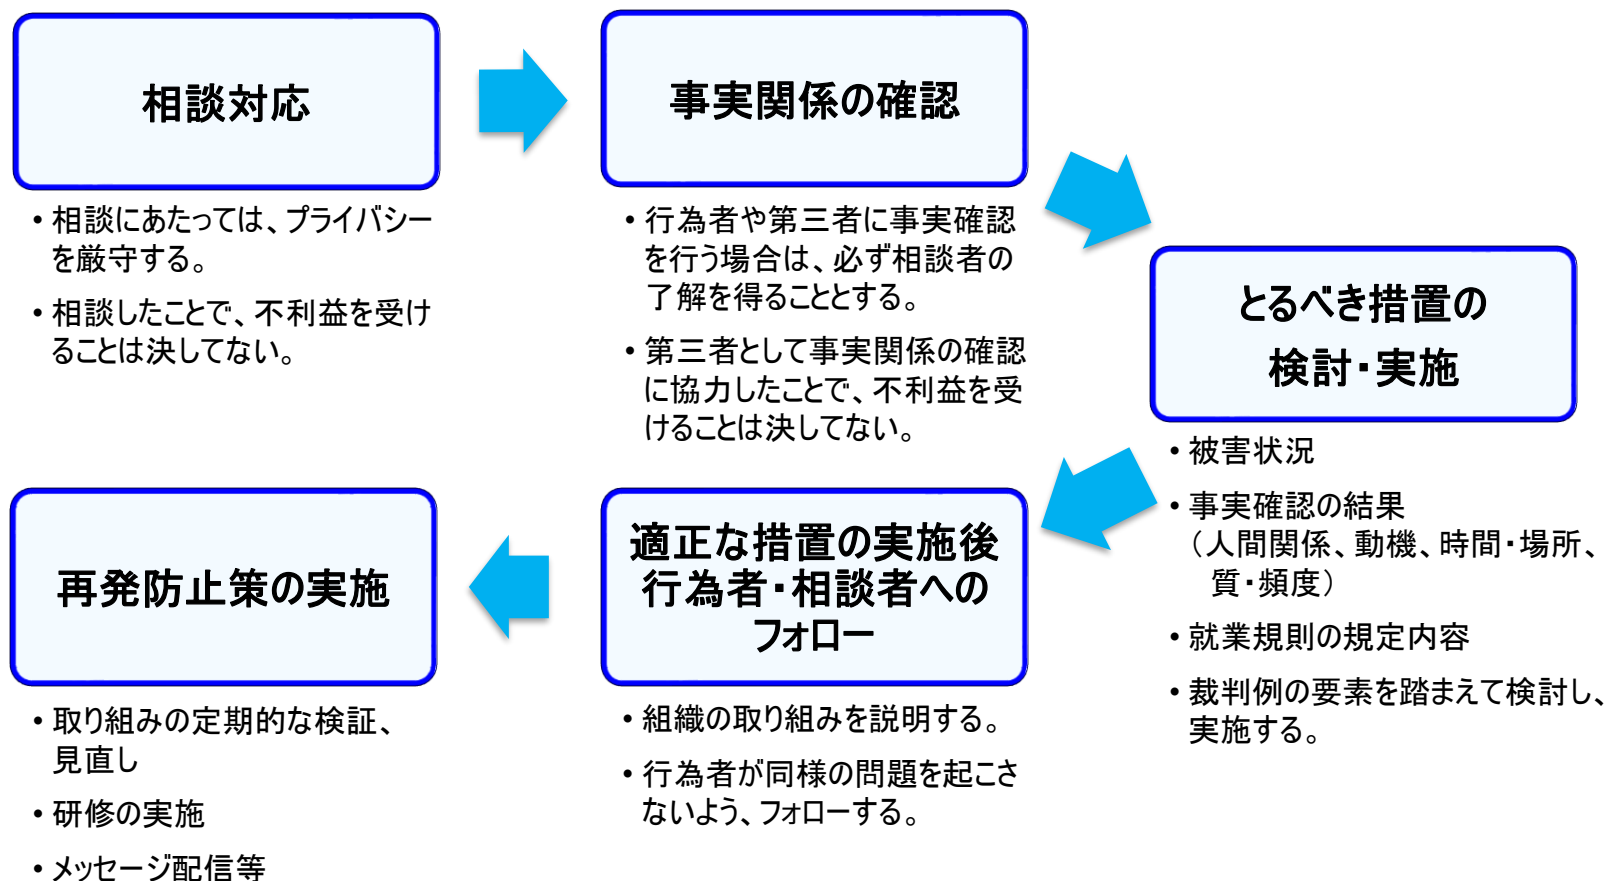 相談対応
• 相談にあたっては、プライバシー
を厳守する。
• 相談したことで、不利益を受け
ることは決してない。
事実関係の確認
• 行為者や第三者に事実確認
を行う場合は、必ず相談者の
了解を得ることとする。
• 第三者として事実関係の確認
に協力したことで、不利益を受
けることは決してない。
とるべき措置の
検討・実施
• 被害状況
• 事実確認の結果
（人間関係、動機、時間・場所、
質・頻度）
• 就業規則の規定内容
• 裁判例の要素を踏まえて検討し、
実施する。
適正な措置の実施後
行為者・相談者への
フォロー
• 組織の取り組みを説明する。
• 行為者が同様の問題を起こさ
ないよう、フォローする。
再発防止策の実施
• 取り組みの定期的な検証、
見直し
• 研修の実施
• メッセージ配信等